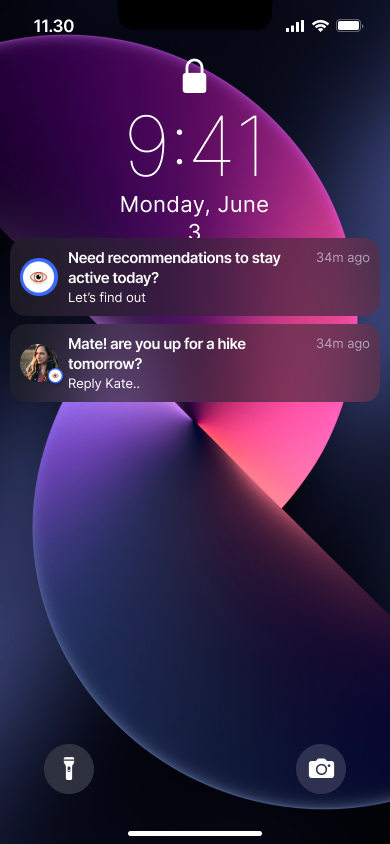 11.30
9:41
Monday, June
3
Need recommendations to stay
active today?
34m ago
Let's find out
Mate! are you up for a hike
tomorrow?
34m ago
Reply Kate..